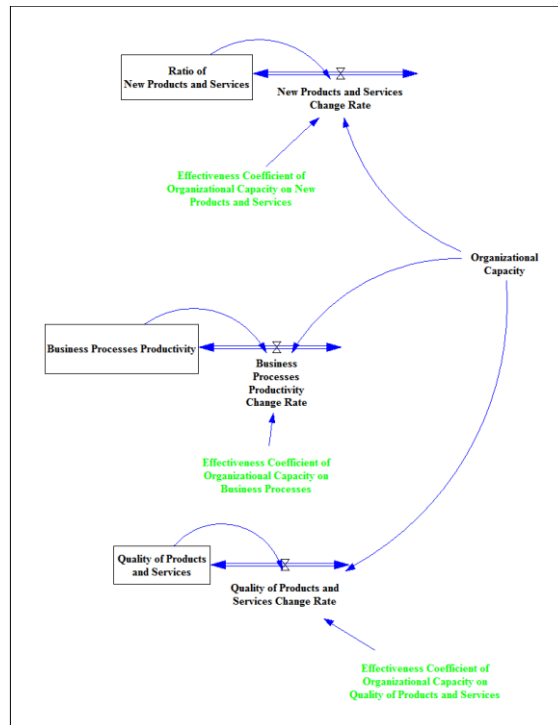 Ratio of
New Products and Services
New Products and Services
Change Rate
Effectiveness Coefficient of
Organizational Capacity on New
Products and Services
Organizational
Capacity
Business Processes Productivity
Business
Processes
Productivity
Change Rate
Effectiveness Coefficient of
Organizational Capacity on
Business Processes
Quality of Products
and Services
Quality of Products and
Services Change Rate
Effectiveness Coefficient of
Organizational Capacity on
Quality of Products and Services